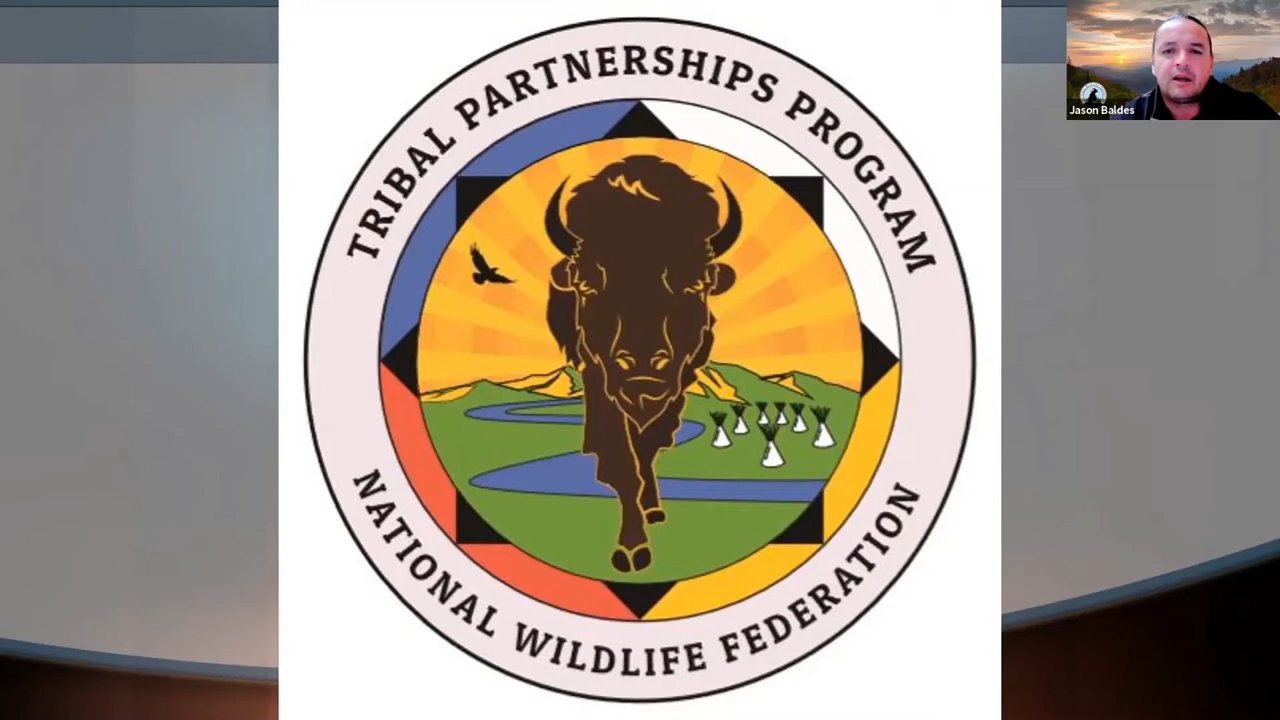 TRIBAL PARTNERSHIPS PROGRAM
NATIONAL WILDLIFE FEDERATION
Jason Baldes